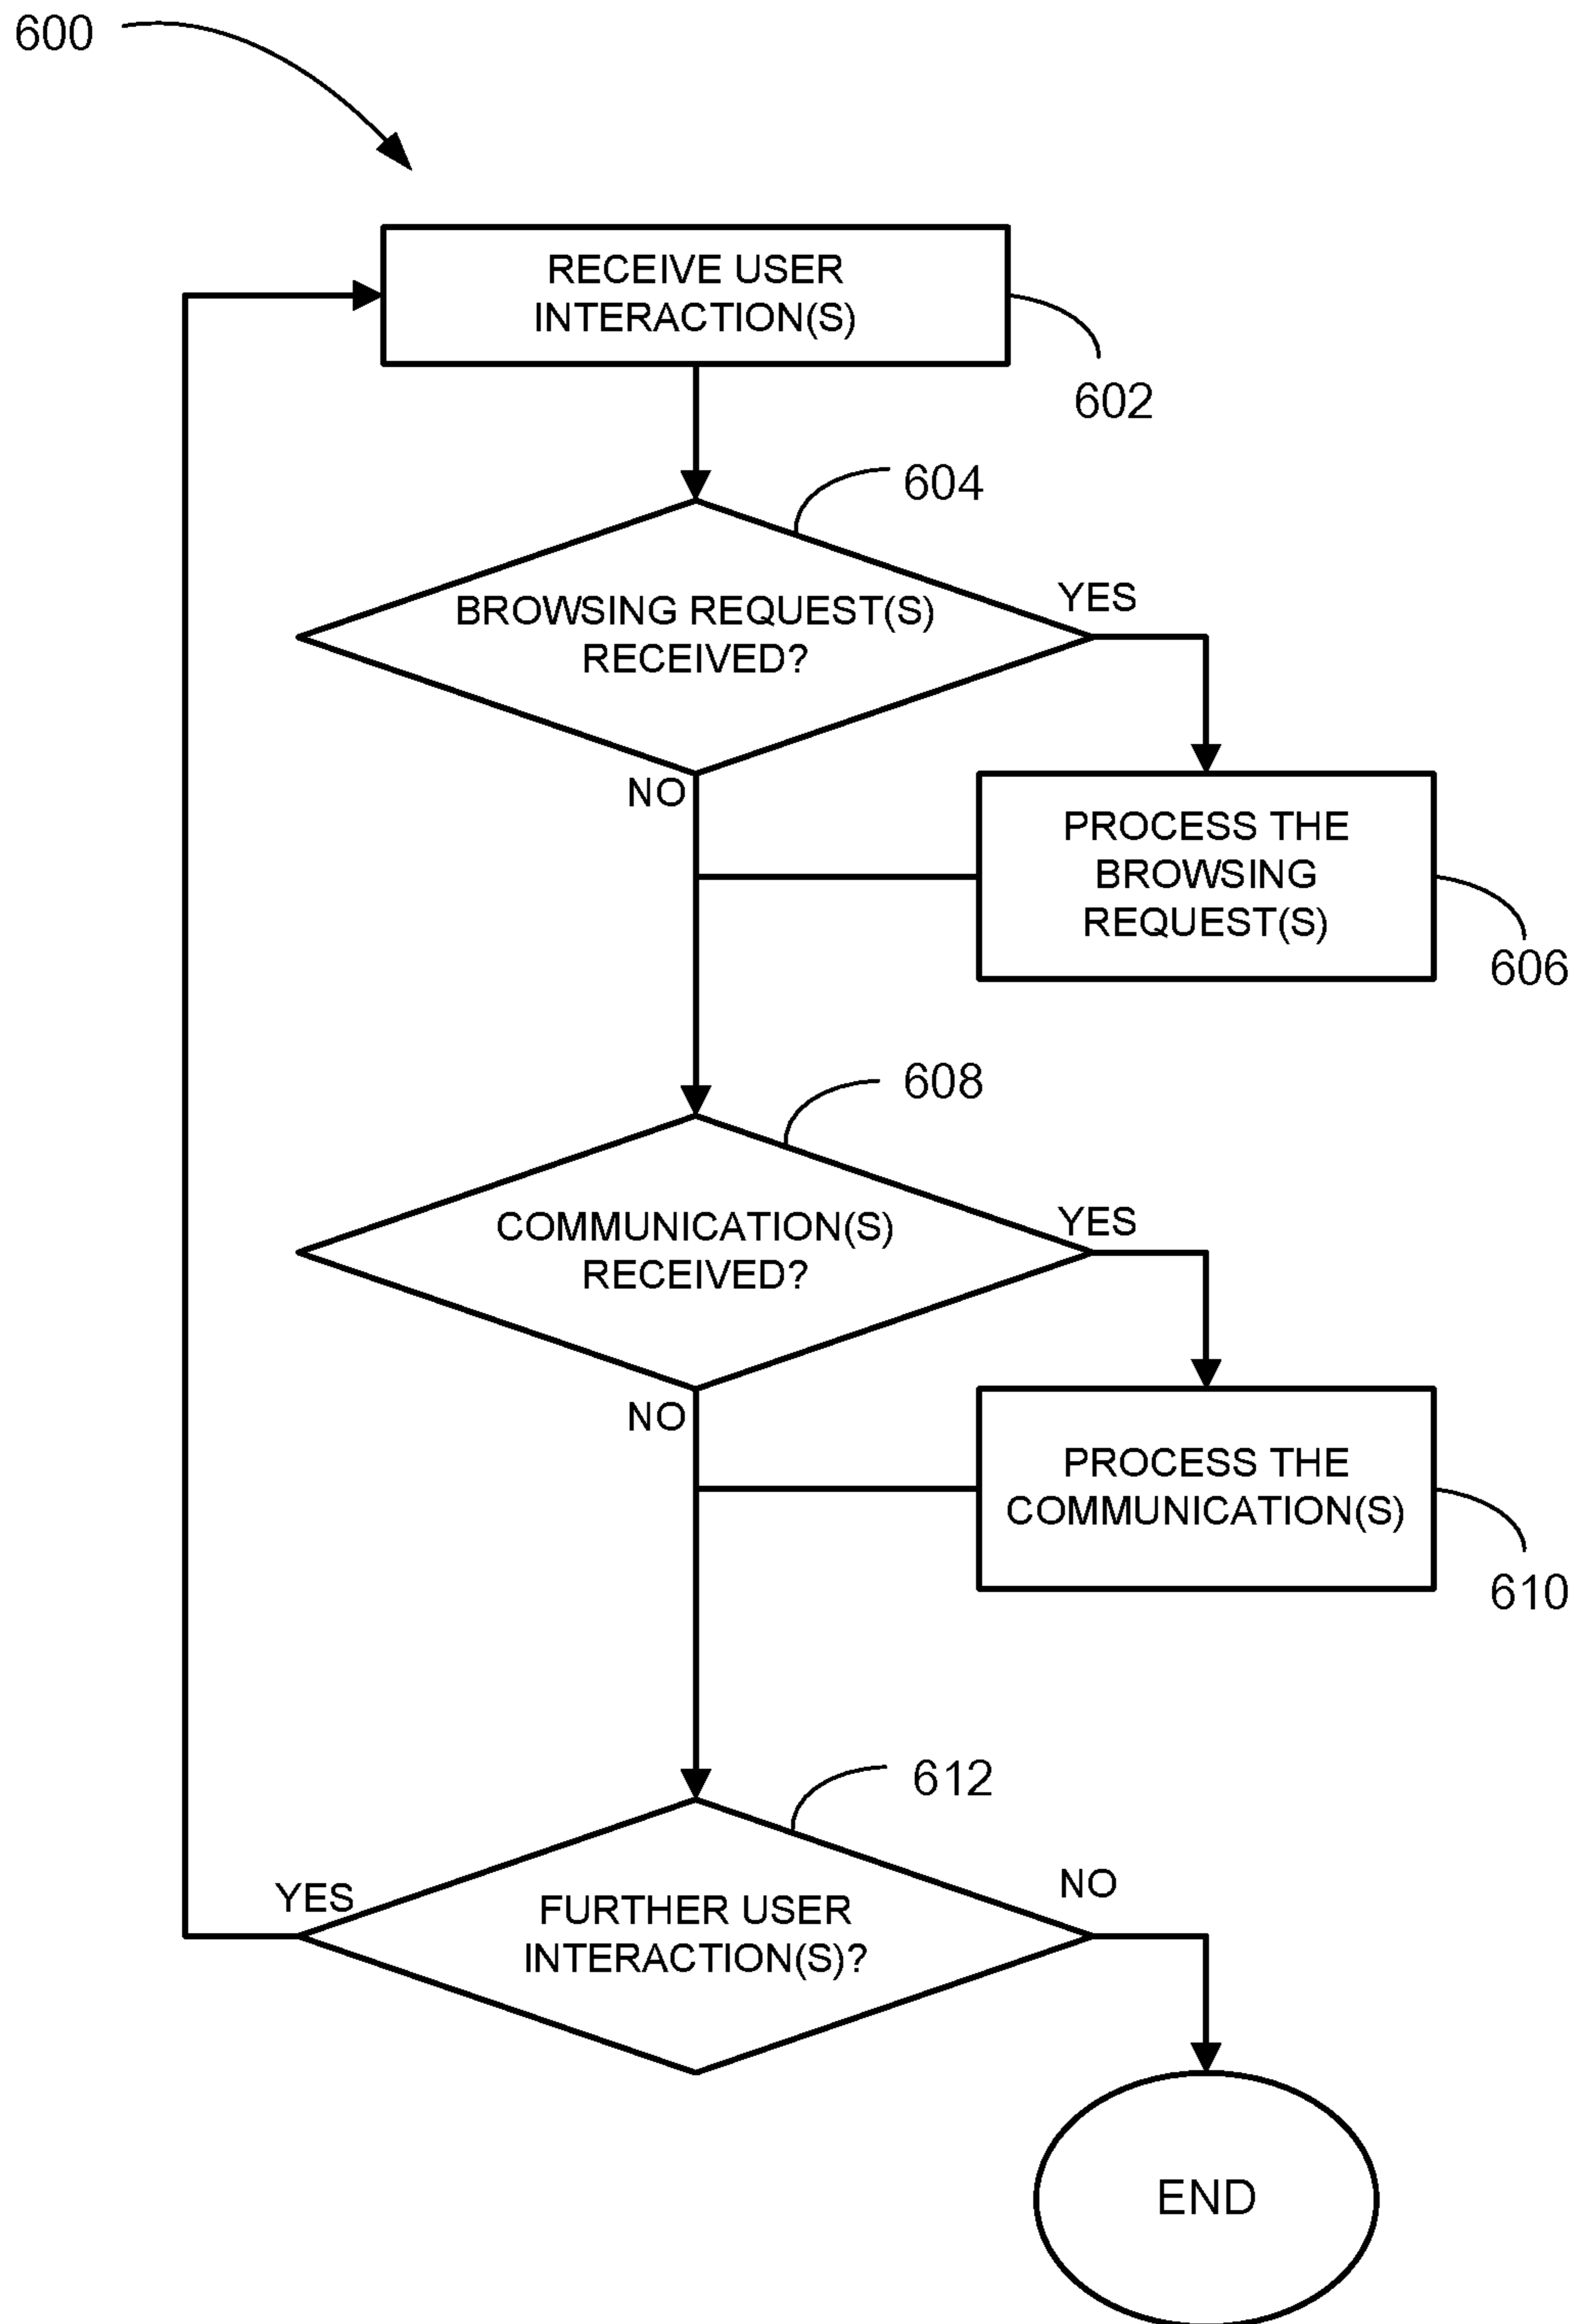 600
RECEIVE USER
INTERACTION(S)
602
604
BROWSING REQUEST(S)
RECEIVED?
YES
NO
PROCESS THE
BROWSING
REQUEST(S)
606
608
COMMUNICATION(S)
RECEIVED?
YES
NO
PROCESS THE
COMMUNICATION(S)
610
612
YES
FURTHER USER
INTERACTION(S)?
NO
END